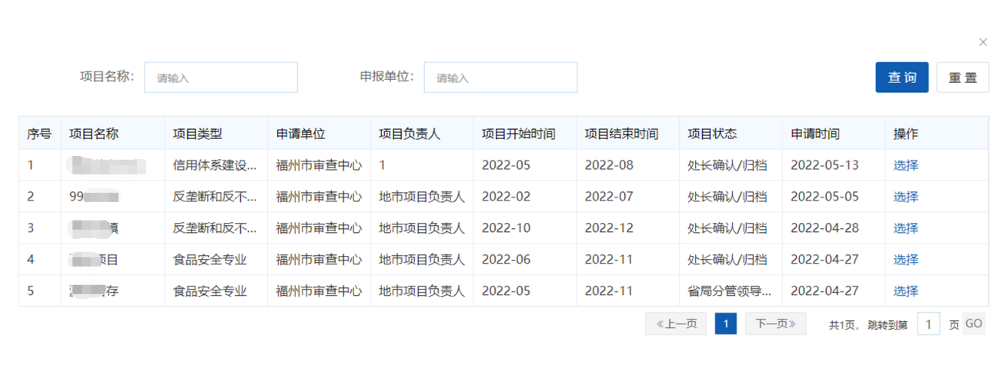 ×
项目名称： 请输入 申报单位： 请输入 查 询 重 置
序号 项目名称 项目类型 申请单位 项目负责人 项目开始时间 项目结束时间 项目状态 申请时间 操作
1 信用体系建设... 福州市审查中心 1 2022-05 2022-08 处长确认/归档 2022-05-13 选择
2 99 反垄断和反不... 福州市审查中心 地市项目负责人 2022-02 2022-07 处长确认/归档 2022-05-05 选择
3 反垄断和反不... 福州市审查中心 地市项目负责人 2022-10 2022-12 处长确认/归档 2022-04-28 选择
4 项目 食品安全专业 福州市审查中心 地市项目负责人 2022-06 2022-11 处长确认/归档 2022-04-27 选择
5 存 食品安全专业 福州市审查中心 地市项目负责人 2022-05 2022-11 省局分管领导... 2022-04-27 选择
《上一页 1 下一页》 共1页， 跳转到第 1 页 GO